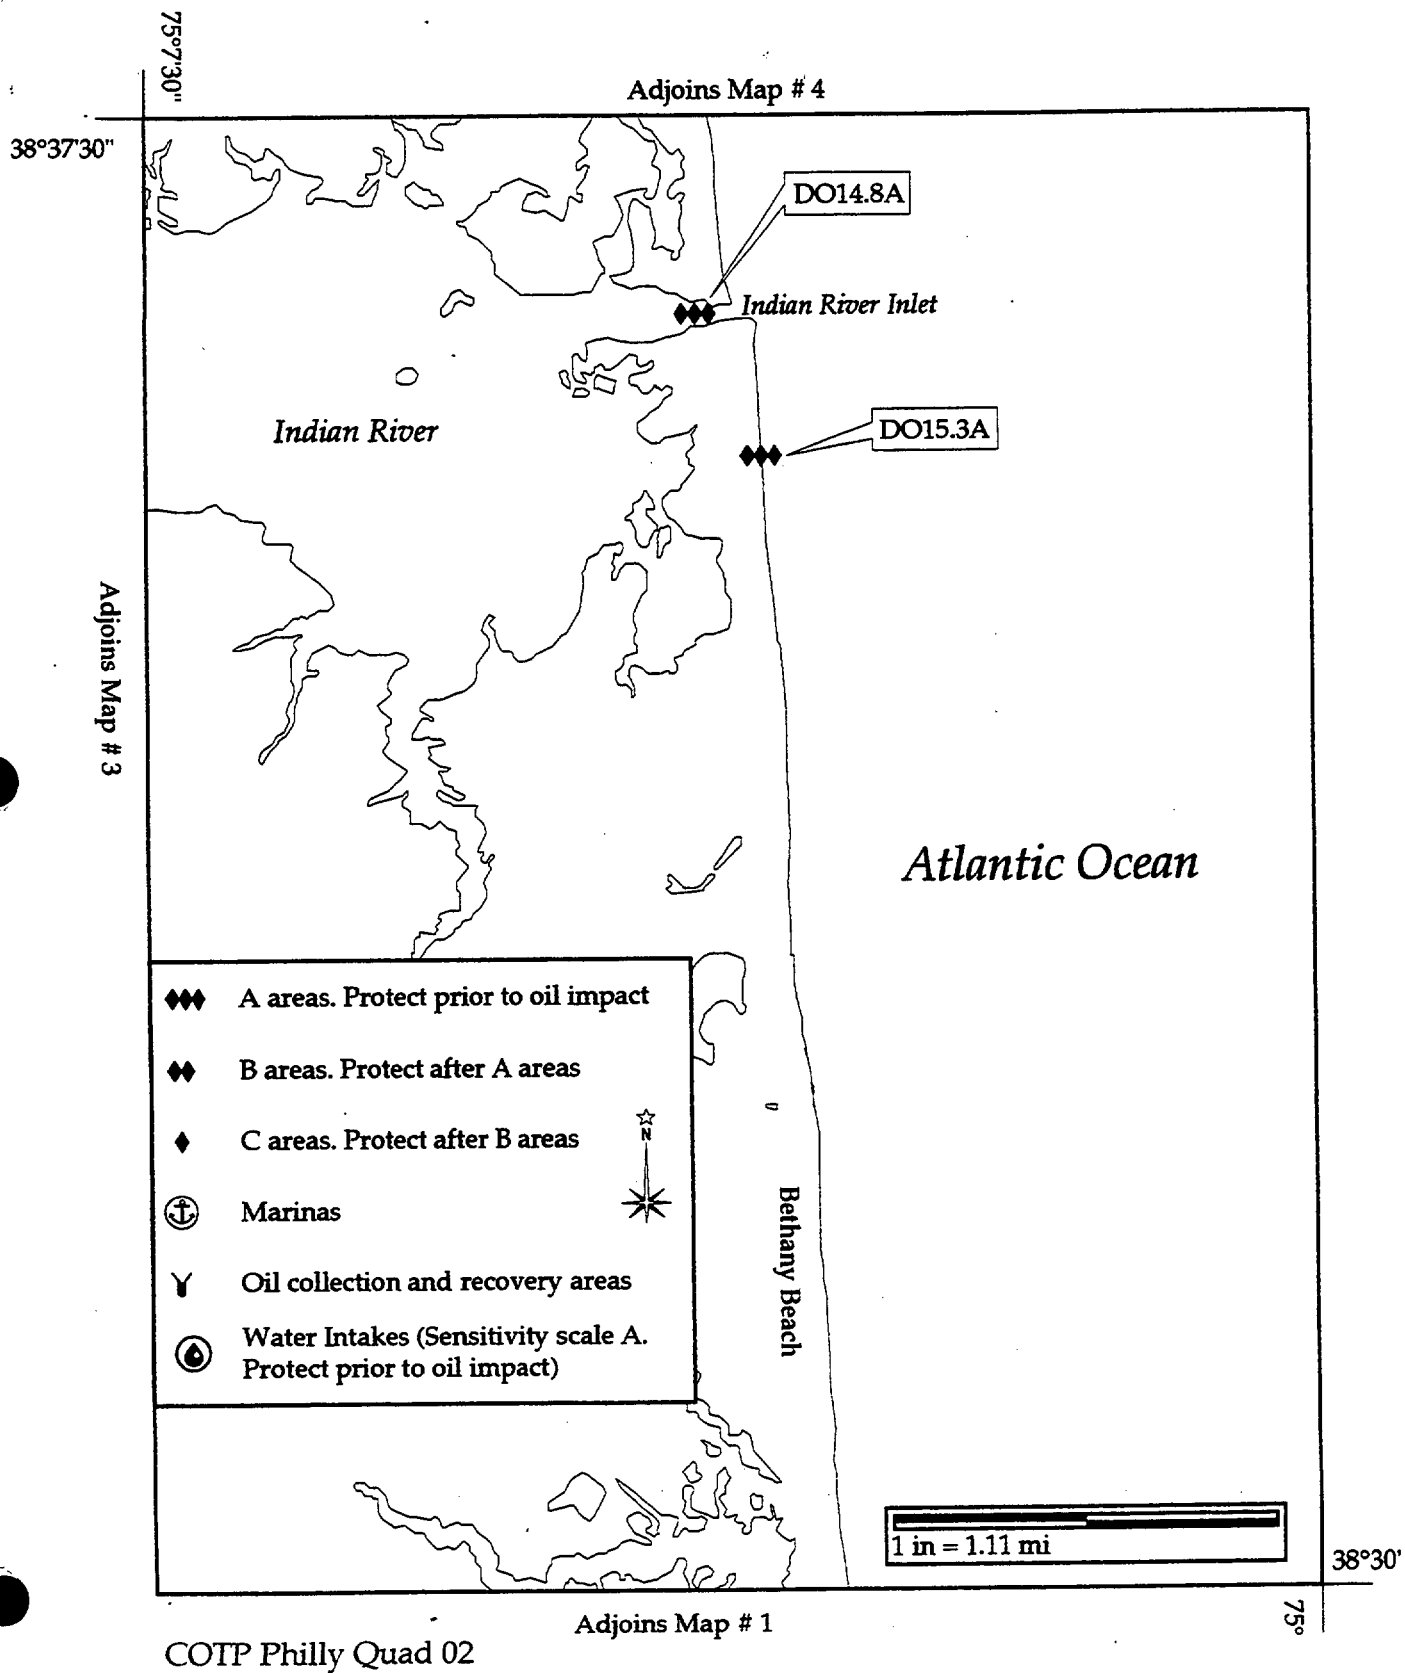 75°7'30"
Adjoins Map # 4
38°37'30"
DO14.8A
Indian River Inlet
DO15.3A
Indian River
Adjoins Map # 3
Atlantic Ocean
A areas. Protect prior to oil impact
B areas. Protect after A areas
N
C areas. Protect after B areas
Marinas
Bethany Beach
Oil collection and recovery areas
Water Intakes (Sensitivity scale A.
Protect prior to oil impact)
1 in = 1.11 mi
38°30'
75°
Adjoins Map # 1
COTP Philly Quad 02